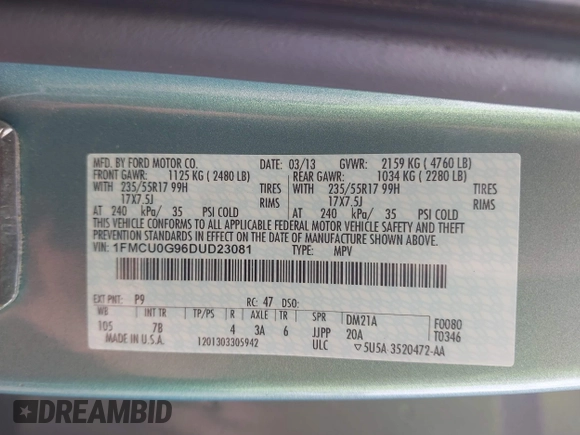 MFD. BY FORD MOTOR CO.   DATE: 03/13   GVWR: 2159 KG ( 4760 LB)
FRONT GAWR: 1125 KG ( 2480 LB)   REAR GAWR: 1034 KG ( 2280 LB)
WITH 235/55R17 99H TIRES   WITH 235/55R17 99H TIRES
17X7.5J RIMS   17X7.5J RIMS
AT 240 kPa/ 35 PSI COLD   AT 240 kPa/ 35 PSI COLD
THIS VEHICLE CONFORMS TO ALL APPLICABLE FEDERAL MOTOR VEHICLE SAFETY AND
THEFT PREVENTION STANDARDS IN EFFECT ON THE DATE OF MANUFACTURE SHOWN ABOVE.
VIN: 1FMCU0G96DUD23081   TYPE: MPV
EXT PNT: P9   RC: 47 DSO:
WB INT TR TP/PS R AXLE TR SPR DM21A F0080
105 7B 4 3A 6 JJPP 20A T0346
MADE IN U.S.A. 1201303305942 ULC ▽5U5A 3520472-AA
DREAMBID